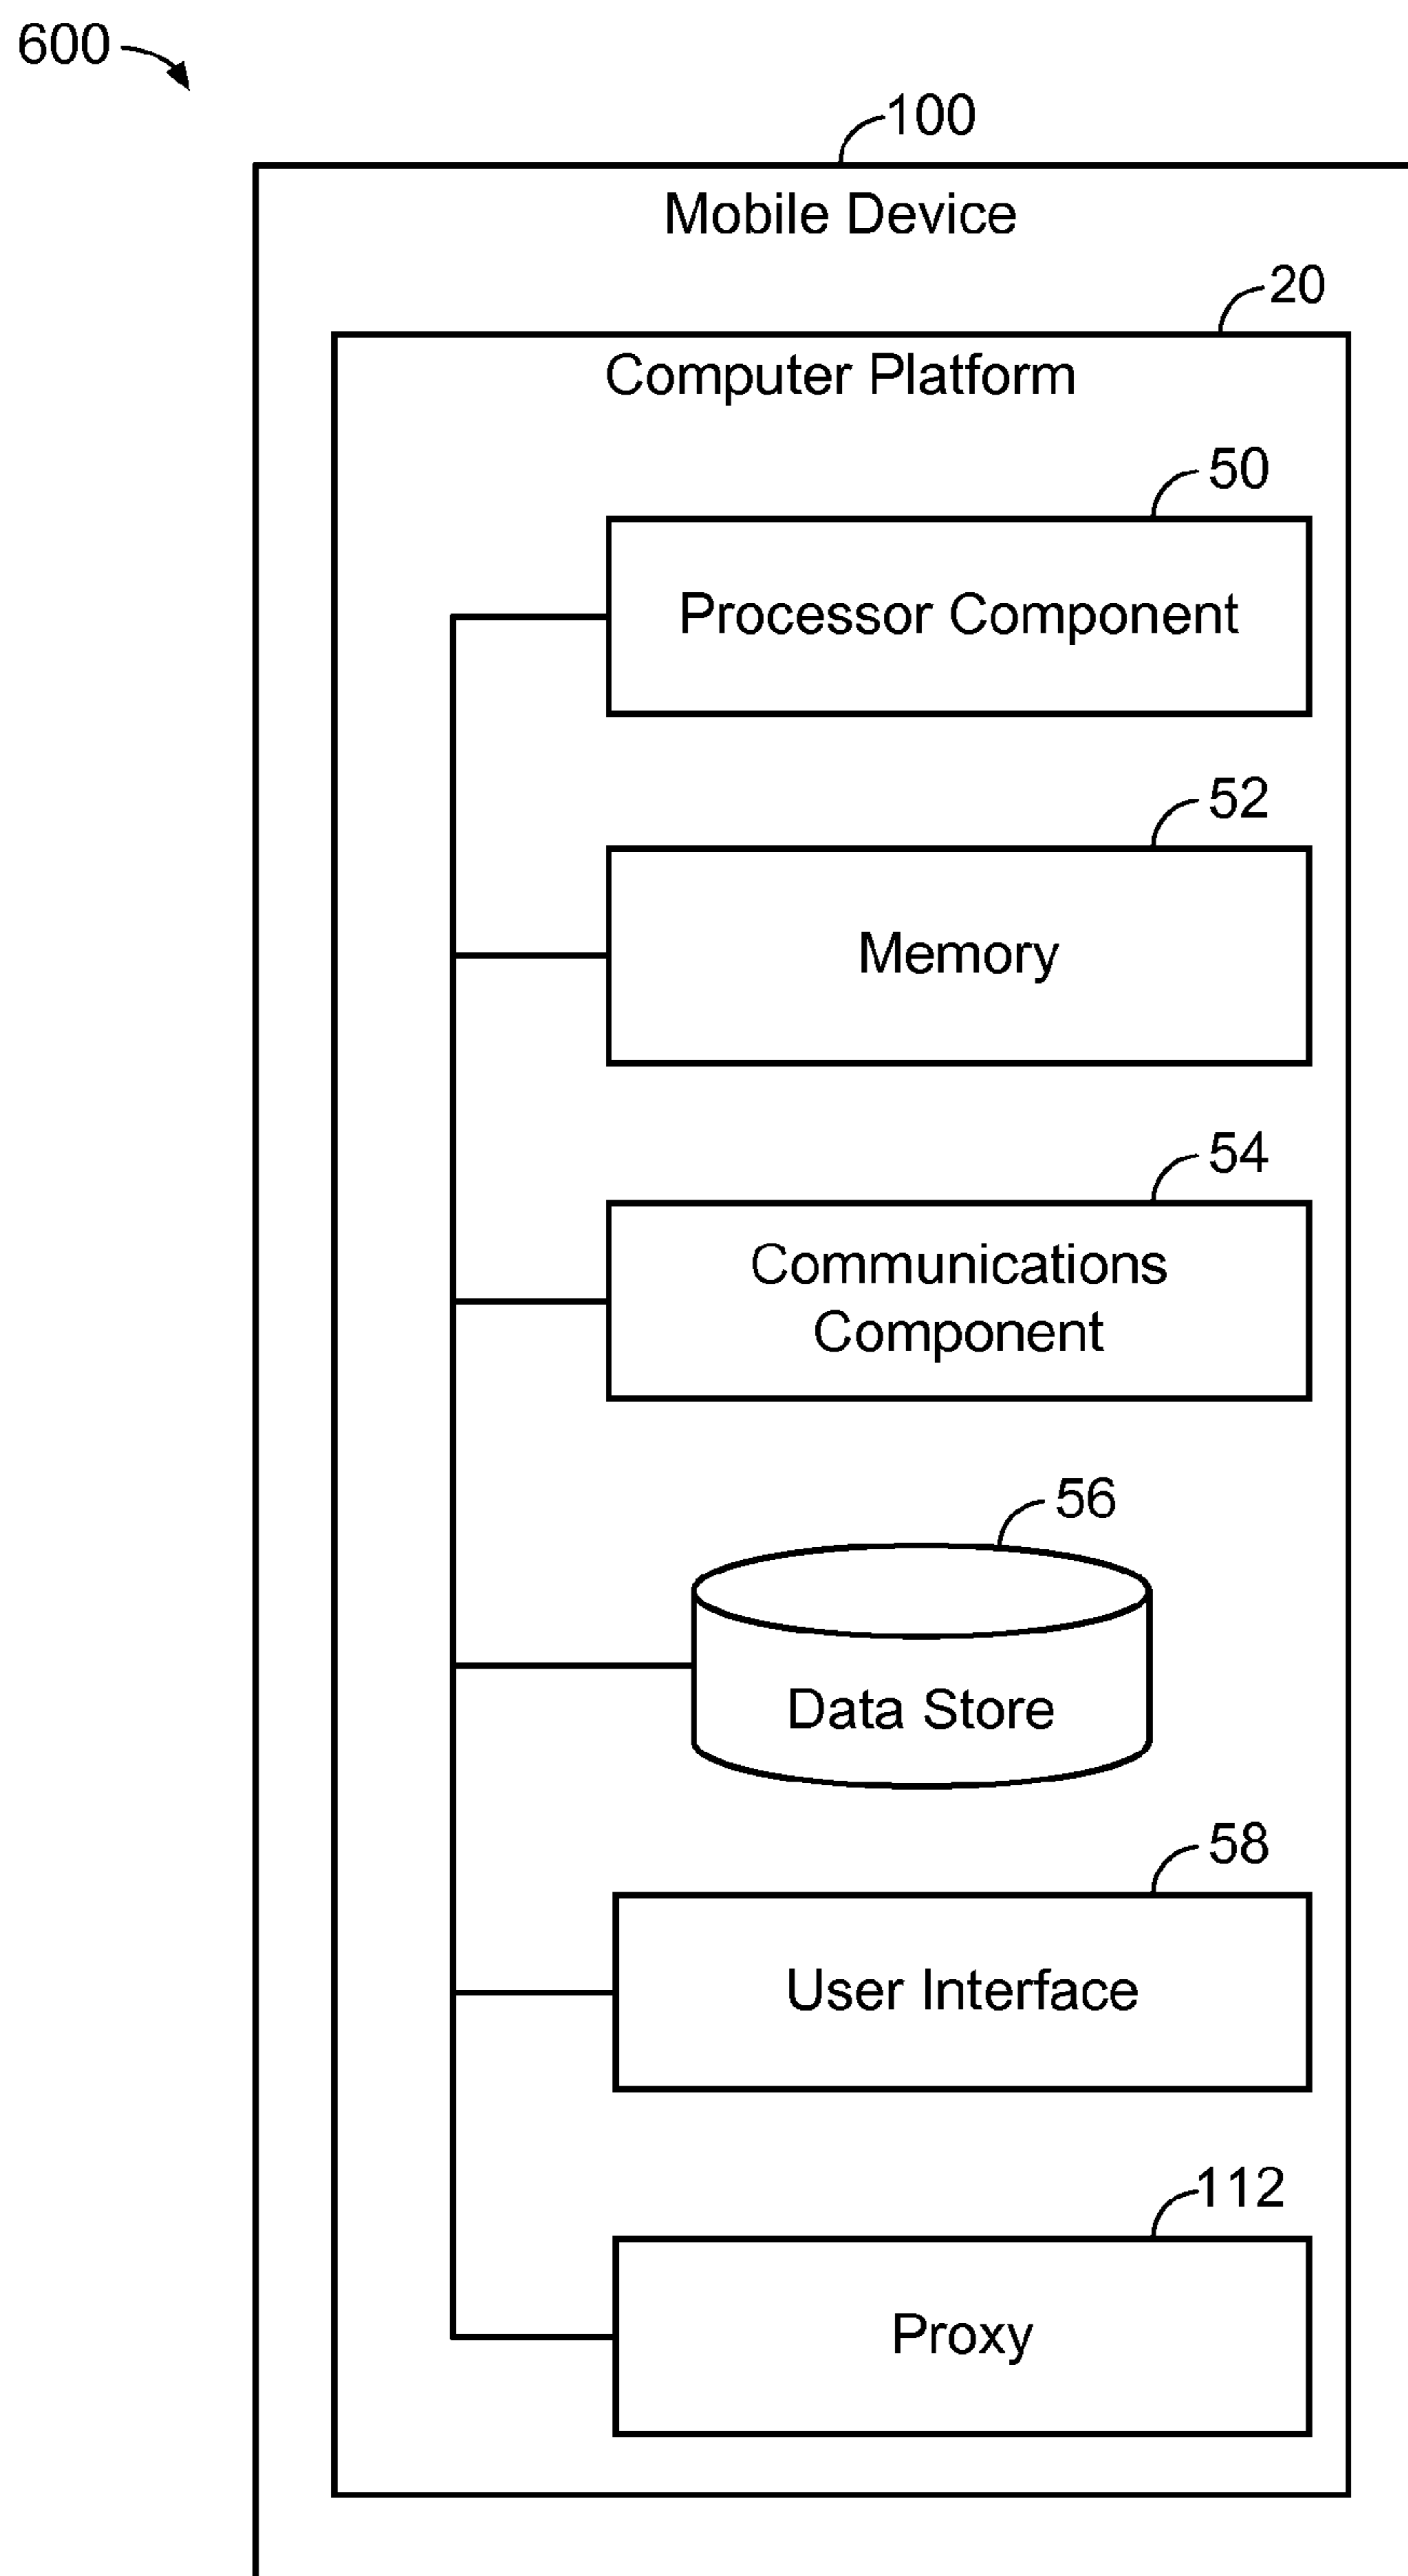 600
100
Mobile Device
20
Computer Platform
50
Processor Component
52
Memory
54
Communications
Component
56
Data Store
58
User Interface
112
Proxy